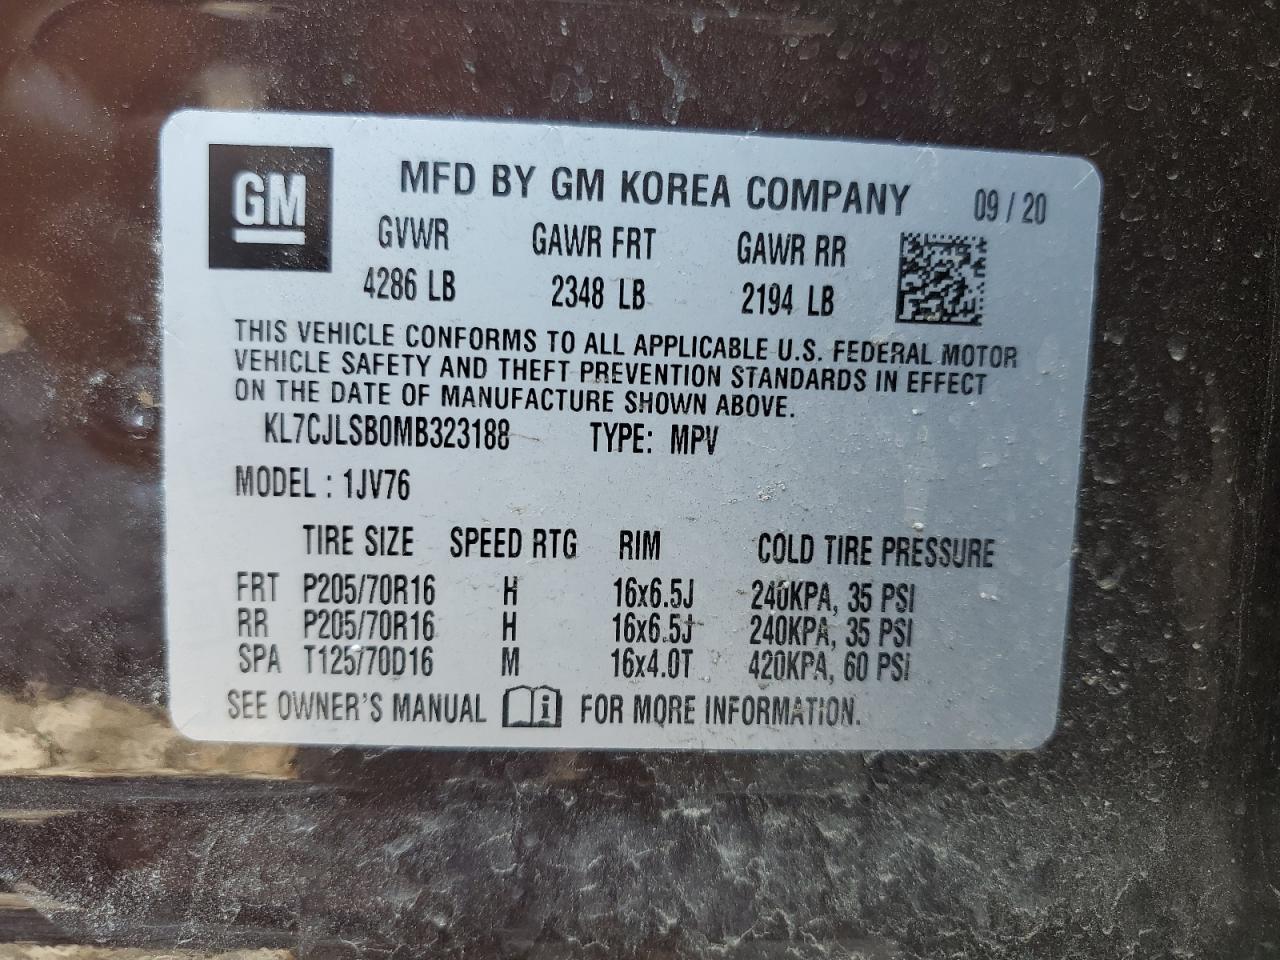 GM
MFD BY GM KOREA COMPANY 09 / 20
GVWR GAWR FRT GAWR RR
4286 LB 2348 LB 2194 LB
THIS VEHICLE CONFORMS TO ALL APPLICABLE U.S. FEDERAL MOTOR
VEHICLE SAFETY AND THEFT PREVENTION STANDARDS IN EFFECT
ON THE DATE OF MANUFACTURE SHOWN ABOVE.
KL7CJLSB0MB323188 TYPE: MPV
MODEL : 1JV76
TIRE SIZE SPEED RTG RIM COLD TIRE PRESSURE
FRT P205/70R16 H 16x6.5J 240KPA, 35 PSI
RR P205/70R16 H 16x6.5J 240KPA, 35 PSI
SPA T125/70D16 M 16x4.0T 420KPA, 60 PSI
SEE OWNER'S MANUAL i FOR MORE INFORMATION.